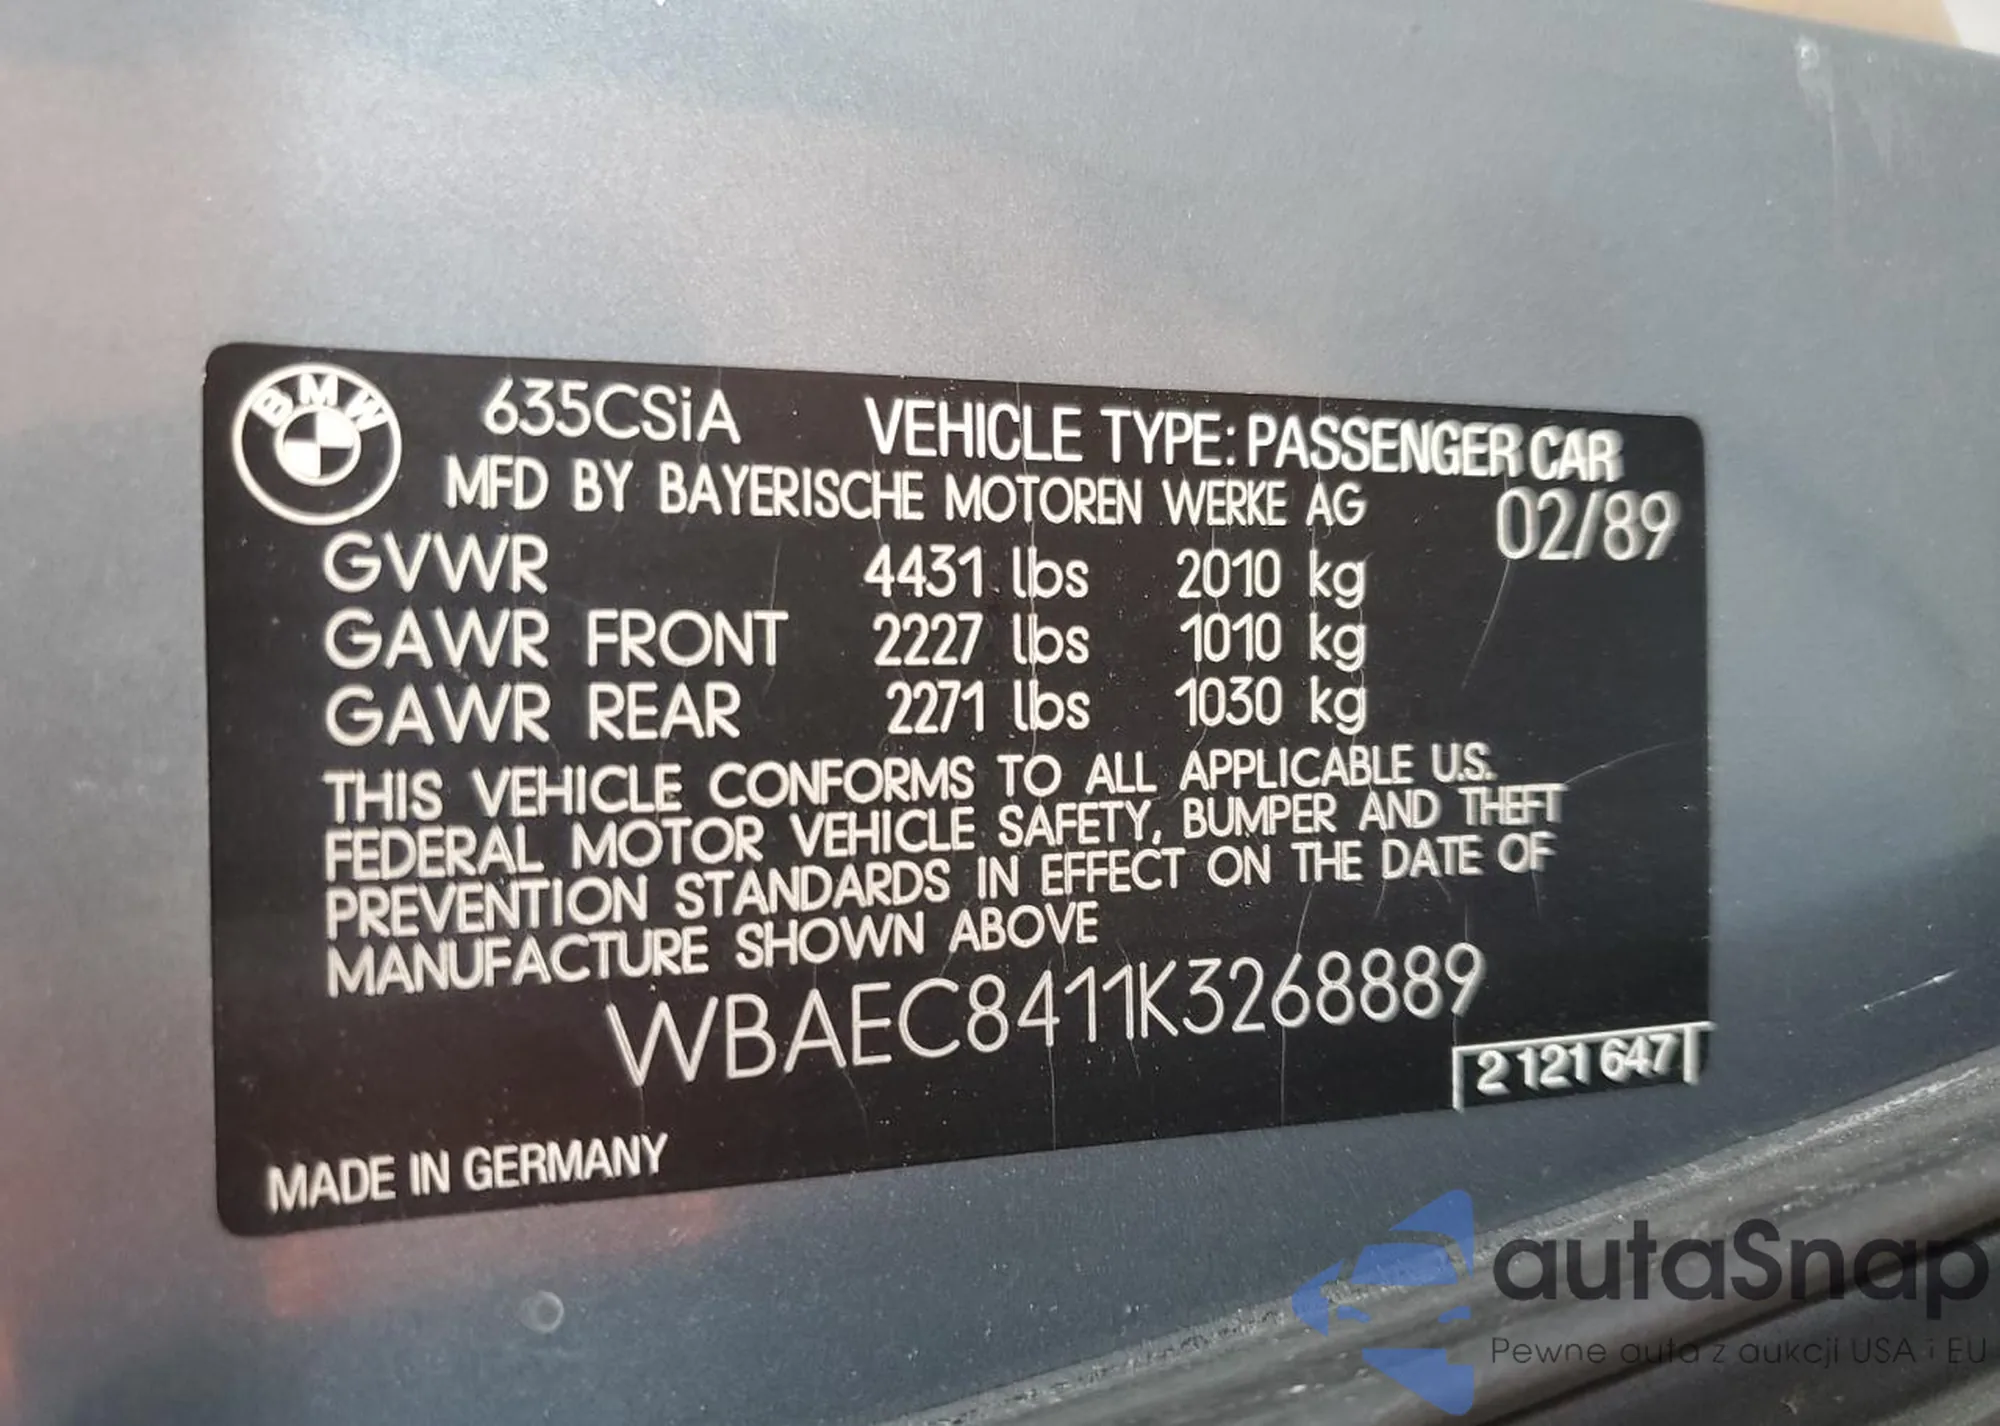 BMW
635CSiA VEHICLE TYPE: PASSENGER CAR
MFD BY BAYERISCHE MOTOREN WERKE AG 02/89
GVWR 4431 lbs 2010 kg
GAWR FRONT 2227 lbs 1010 kg
GAWR REAR 2271 lbs 1030 kg
THIS VEHICLE CONFORMS TO ALL APPLICABLE U.S.
FEDERAL MOTOR VEHICLE SAFETY, BUMPER AND THEFT
PREVENTION STANDARDS IN EFFECT ON THE DATE OF
MANUFACTURE SHOWN ABOVE
WBAEC8411K3268889
2 121 647
MADE IN GERMANY
autaSnap
Pewne auta z aukcji USA i EU